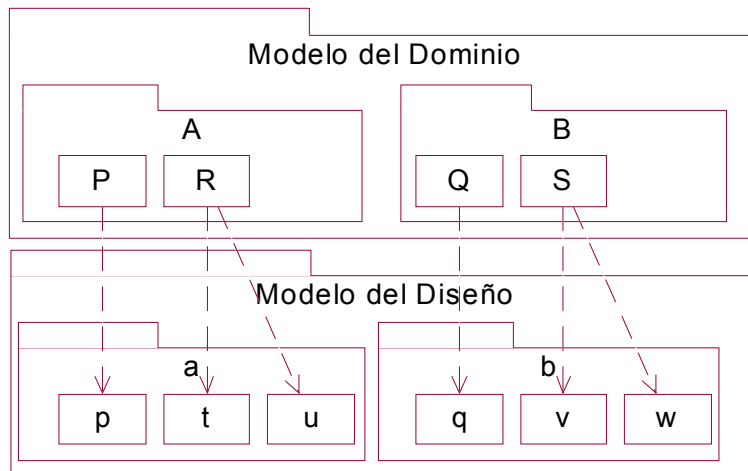 Modelo del Dominio
A B
P R Q S
Modelo del Diseño
a b
p t u q v w